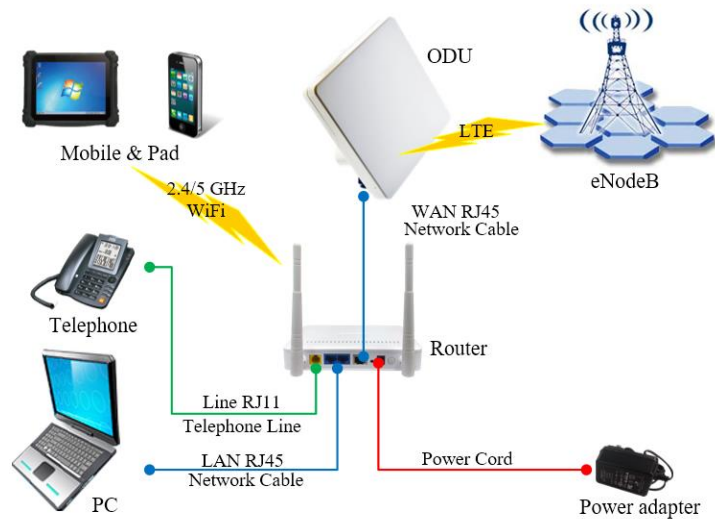 ODU
LTE
eNodeB
Mobile & Pad
2.4/5 GHz
WiFi
WAN RJ45
Network Cable
Telephone
Router
Line RJ11
Telephone Line
LAN RJ45
Network Cable
PC
Power Cord
Power adapter